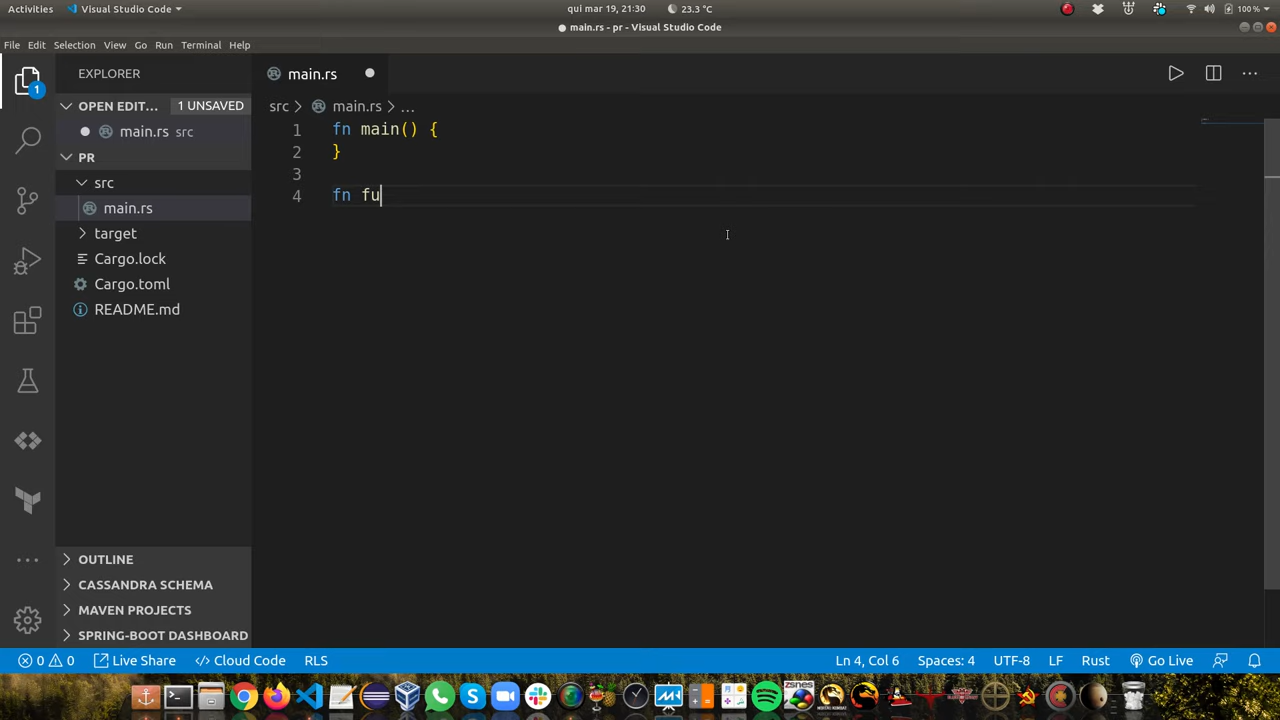 Activities
Visual Studio Code
qui mar 19, 21:30
23.3 °C
100 %
main.rs - pr - Visual Studio Code
File Edit Selection View Go Run Terminal Help
EXPLORER
main.rs
1
OPEN EDIT...
1 UNSAVED
src
main.rs
...
main.rs src
1 fn main() {
2 }
3
4 fn fu
PR
src
main.rs
target
Cargo.lock
Cargo.toml
README.md
OUTLINE
CASSANDRA SCHEMA
MAVEN PROJECTS
SPRING-BOOT DASHBOARD
0 0 Live Share Cloud Code RLS
Ln 4, Col 6 Spaces: 4 UTF-8 LF Rust Go Live